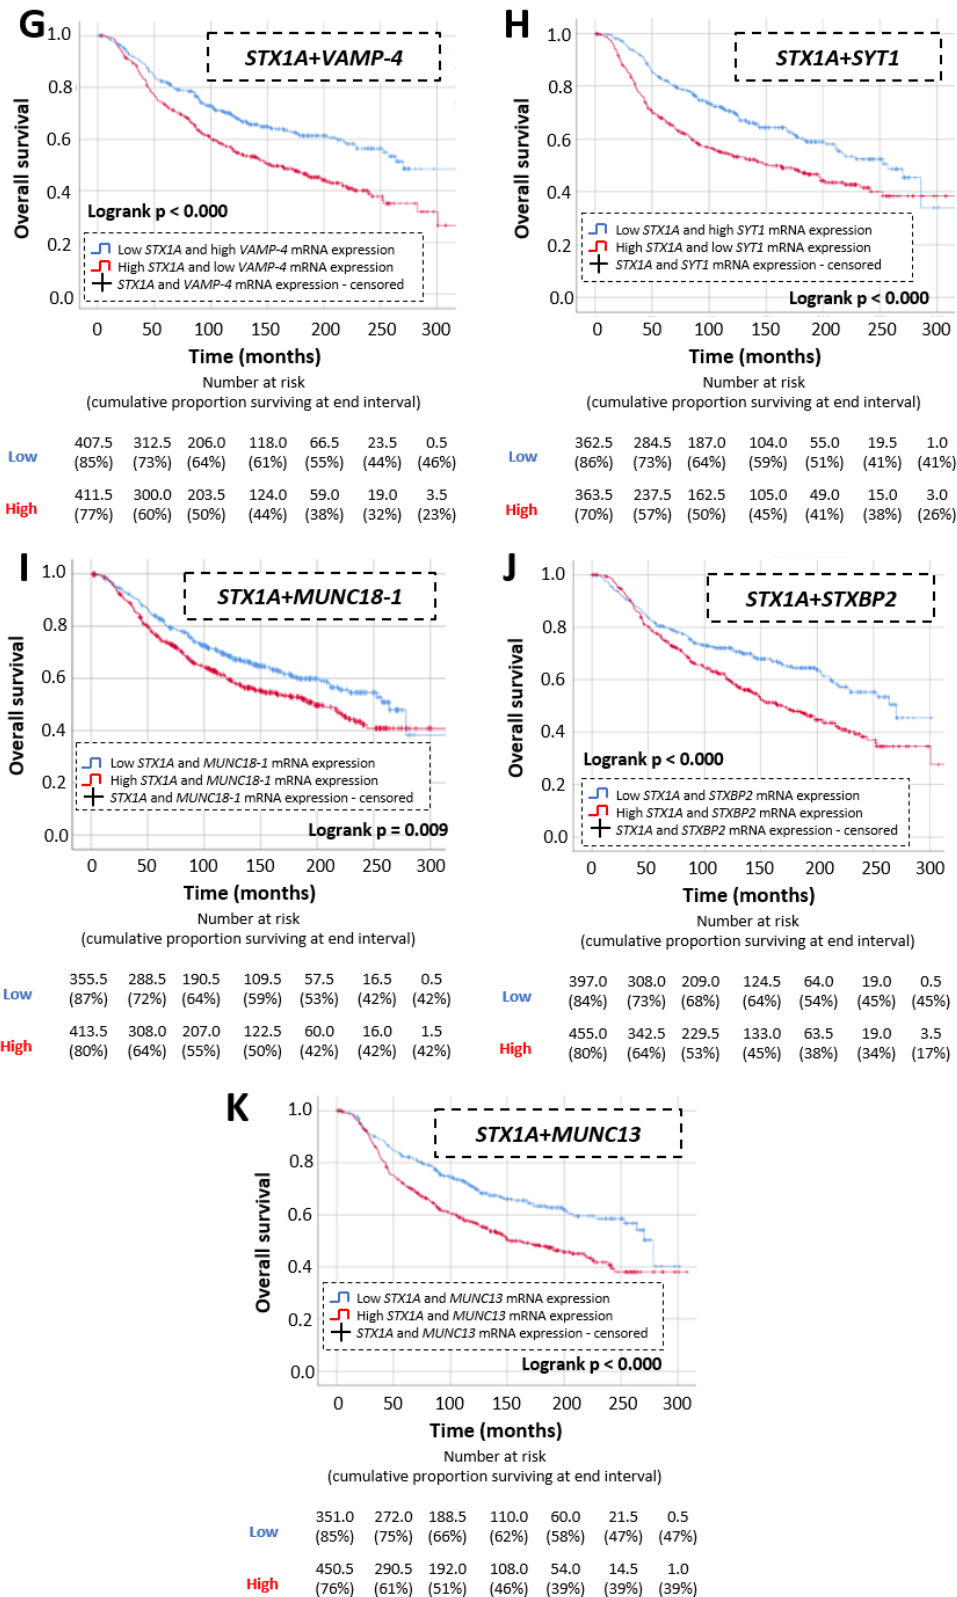 G
STX1A+VAMP-4
1.0
0.8
0.6
0.4
0.2
0.0
Overall survival
Logrank p < 0.000
Low STX1A and high VAMP-4 mRNA expression
High STX1A and low VAMP-4 mRNA expression
STX1A and VAMP-4 mRNA expression - censored
0 50 100 150 200 250 300
Time (months)
Number at risk
(cumulative proportion surviving at end interval)
Low 407.5 312.5 206.0 118.0 66.5 23.5 0.5
(85%) (73%) (64%) (61%) (55%) (44%) (46%)
High 411.5 300.0 203.5 124.0 59.0 19.0 3.5
(77%) (60%) (50%) (44%) (38%) (32%) (23%)
H
STX1A+SYT1
1.0
0.8
0.6
0.4
0.2
0.0
Overall survival
Low STX1A and high SYT1 mRNA expression
High STX1A and low SYT1 mRNA expression
STX1A and SYT1 mRNA expression - censored
Logrank p < 0.000
0 50 100 150 200 250 300
Time (months)
Number at risk
(cumulative proportion surviving at end interval)
Low 362.5 284.5 187.0 104.0 55.0 19.5 1.0
(86%) (73%) (64%) (59%) (51%) (41%) (41%)
High 363.5 237.5 162.5 105.0 49.0 15.0 3.0
(70%) (57%) (50%) (45%) (41%) (38%) (26%)
I
STX1A+MUNC18-1
1.0
0.8
0.6
0.4
0.2
0.0
Overall survival
Low STX1A and MUNC18-1 mRNA expression
High STX1A and MUNC18-1 mRNA expression
STX1A and MUNC18-1 mRNA expression - censored
Logrank p = 0.009
0 50 100 150 200 250 300
Time (months)
Number at risk
(cumulative proportion surviving at end interval)
Low 355.5 288.5 190.5 109.5 57.5 16.5 0.5
(87%) (72%) (64%) (59%) (53%) (42%) (42%)
High 413.5 308.0 207.0 122.5 60.0 16.0 1.5
(80%) (64%) (55%) (50%) (42%) (42%) (42%)
J
STX1A+STXBP2
1.0
0.8
0.6
0.4
0.2
0.0
Overall survival
Logrank p < 0.000
Low STX1A and STXBP2 mRNA expression
High STX1A and STXBP2 mRNA expression
STX1A and STXBP2 mRNA expression - censored
0 50 100 150 200 250 300
Time (months)
Number at risk
(cumulative proportion surviving at end interval)
Low 397.0 308.0 209.0 124.5 64.0 19.0 0.5
(84%) (73%) (68%) (64%) (54%) (45%) (45%)
High 455.0 342.5 229.5 133.0 63.5 19.0 3.5
(80%) (64%) (53%) (45%) (38%) (34%) (17%)
K
STX1A+MUNC13
1.0
0.8
0.6
0.4
0.2
0.0
Overall survival
Low STX1A and MUNC13 mRNA expression
High STX1A and MUNC13 mRNA expression
STX1A and MUNC13 mRNA expression - censored
Logrank p < 0.000
0 50 100 150 200 250 300
Time (months)
Number at risk
(cumulative proportion surviving at end interval)
Low 351.0 272.0 188.5 110.0 60.0 21.5 0.5
(85%) (75%) (66%) (62%) (58%) (47%) (47%)
High 450.5 290.5 192.0 108.0 54.0 14.5 1.0
(76%) (61%) (51%) (46%) (39%) (39%) (39%)